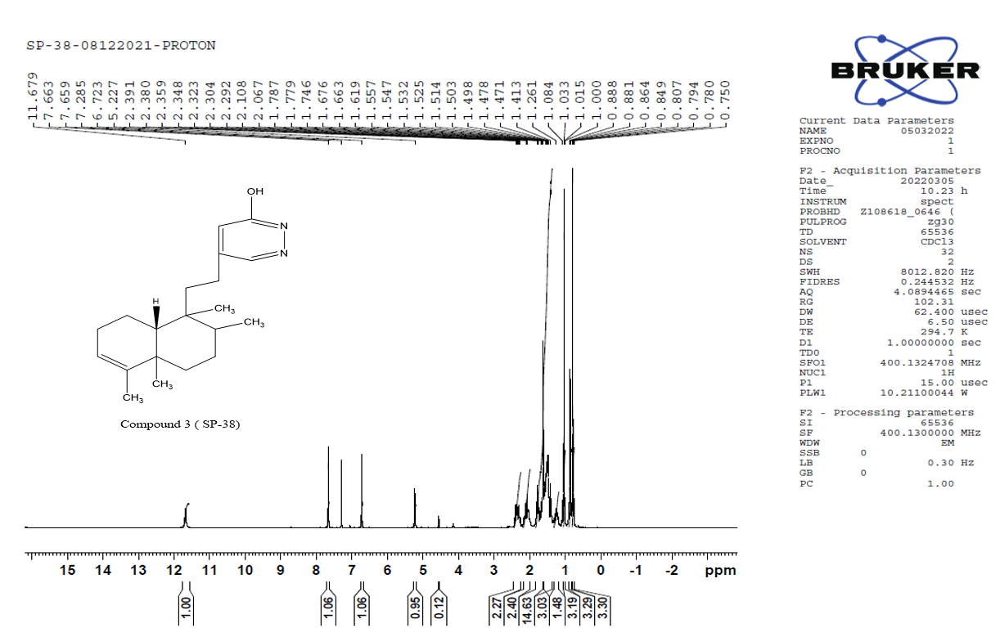 SP-38-08122021-PROTON
11.679
7.663
7.659
7.285
6.723
5.227
2.391
2.380
2.359
2.348
2.323
2.304
2.292
2.108
2.067
1.787
1.779
1.746
1.676
1.663
1.619
1.557
1.547
1.532
1.525
1.514
1.503
1.498
1.478
1.471
1.413
1.261
1.084
1.033
1.015
1.000
0.888
0.881
0.864
0.849
0.807
0.794
0.780
0.750
OH
N
N
H
CH3
CH3
CH3
CH3
Compound 3 ( SP-38)
15 14 13 12 11 10 9 8 7 6 5 4 3 2 1 0 -1 -2 ppm
1.00
1.06
1.06
0.95
0.12
2.27
2.40
14.63
3.03
1.48
3.19
3.29
3.30
BRUKER
Current Data Parameters
NAME 05032022
EXPNO 1
PROCNO 1
F2 - Acquisition Parameters
Date_ 20220305
Time 10.23 h
INSTRUM spect
PROBHD Z108618_0646 (
PULPROG zg30
TD 65536
SOLVENT CDCl3
NS 32
DS 2
SWH 8012.820 Hz
FIDRES 0.244532 Hz
AQ 4.0894465 sec
RG 102.31
DW 62.400 usec
DE 6.50 usec
TE 294.7 K
D1 1.00000000 sec
TD0 1
SFO1 400.1324708 MHz
NUC1 1H
P1 15.00 usec
PLW1 10.21100044 W
F2 - Processing parameters
SI 65536
SF 400.1300000 MHz
WDW EM
SSB 0
LB 0.30 Hz
GB 0
PC 1.00